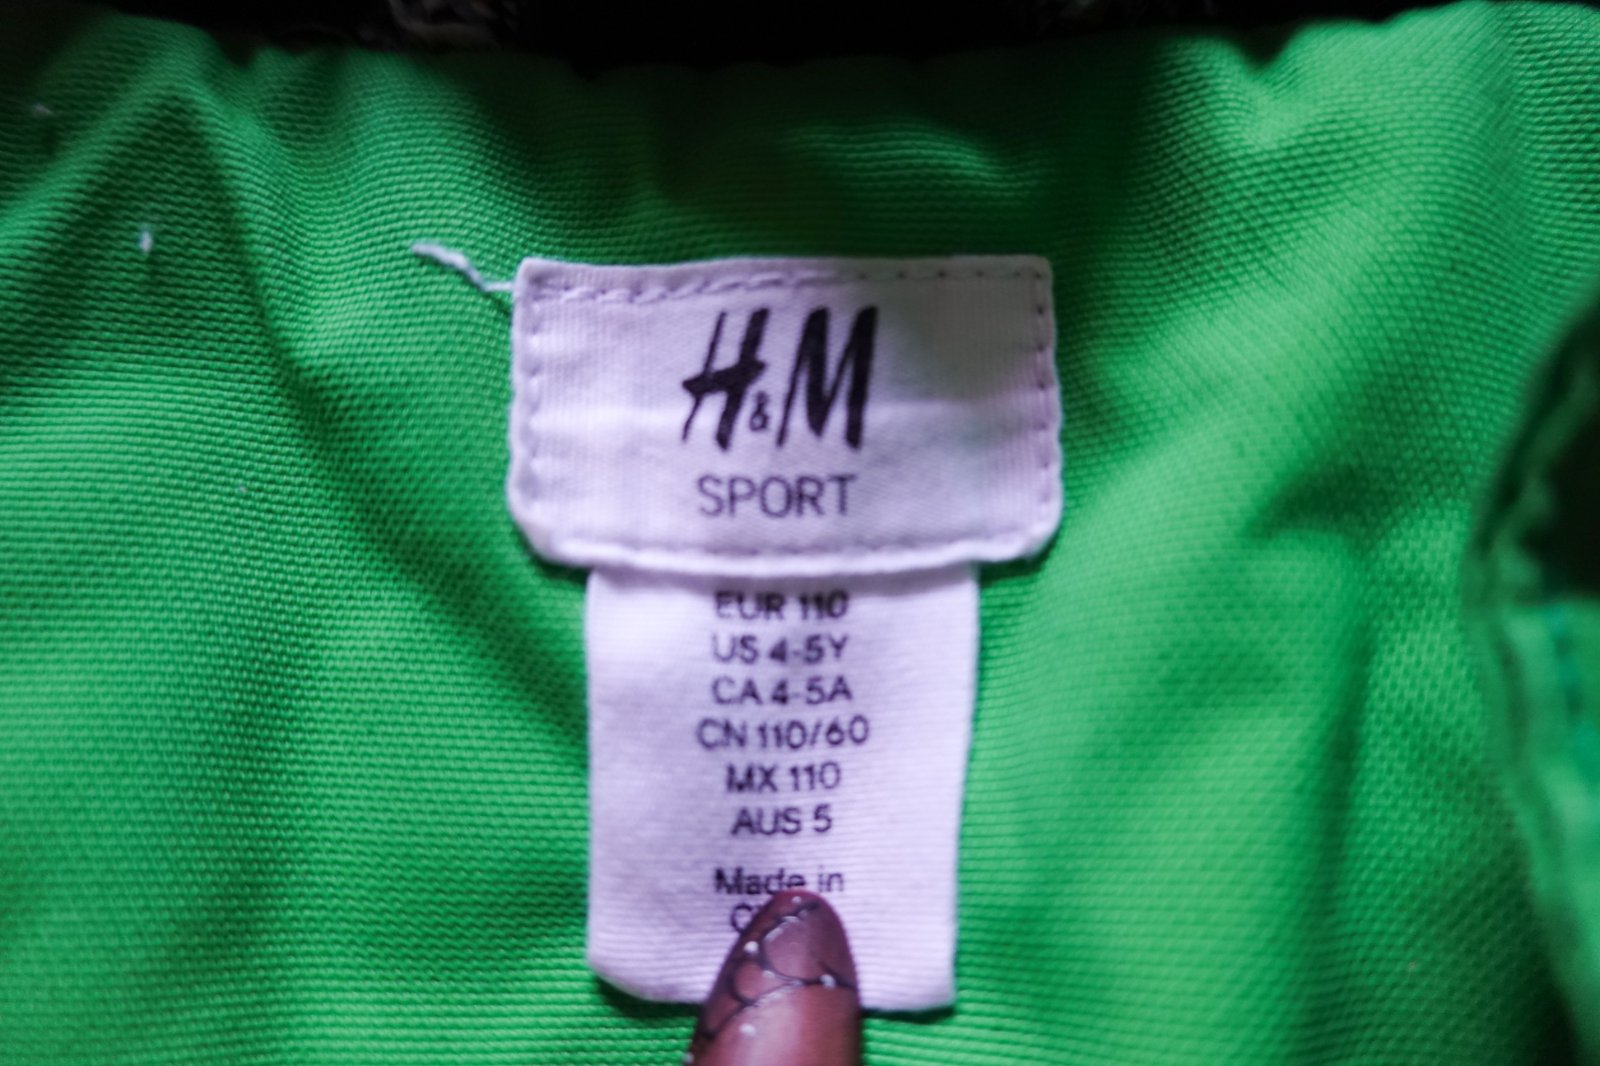 H&M
SPORT
EUR 110
US 4-5Y
CA 4-5A
CN 110/60
MX 110
AUS 5
Made in